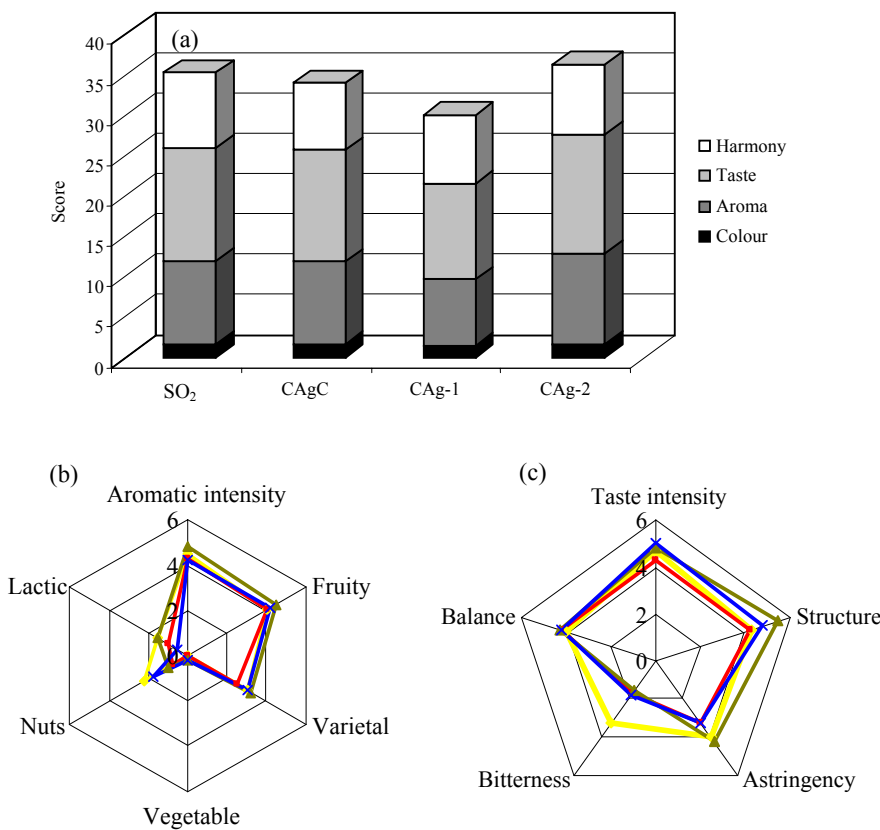 (a)
40
35
30
25
20
15
10
5
0
Score
SO₂
CAgC
CAg-1
CAg-2
Harmony
Taste
Aroma
Colour
(b)
Aromatic intensity
6
4
2
0
Fruity
Varietal
Vegetable
Nuts
Lactic
(c)
Taste intensity
6
4
2
0
Structure
Astringency
Bitterness
Balance